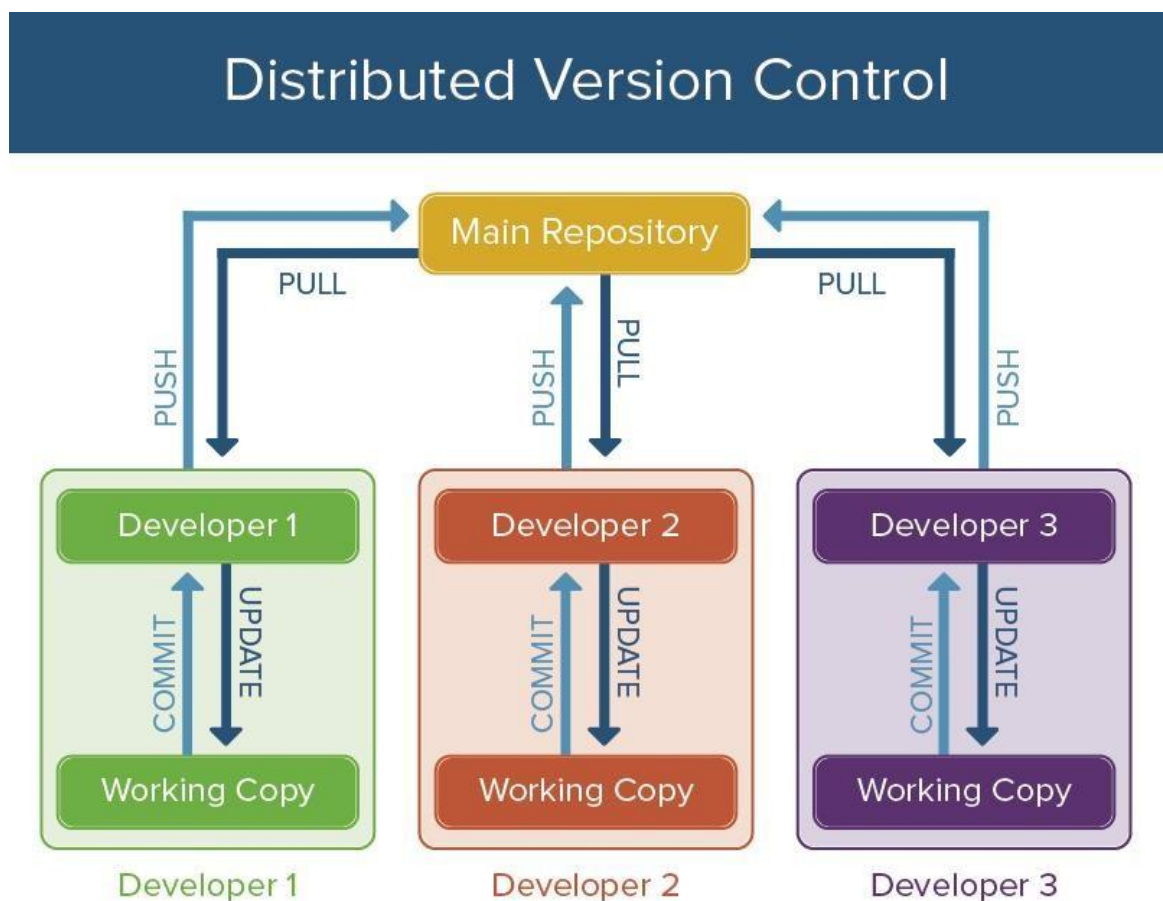 Distributed Version Control
Main Repository
PULL
PULL
PULL
PUSH
PUSH
PUSH
Developer 1
Developer 2
Developer 3
COMMIT
UPDATE
COMMIT
UPDATE
COMMIT
UPDATE
Working Copy
Working Copy
Working Copy
Developer 1
Developer 2
Developer 3